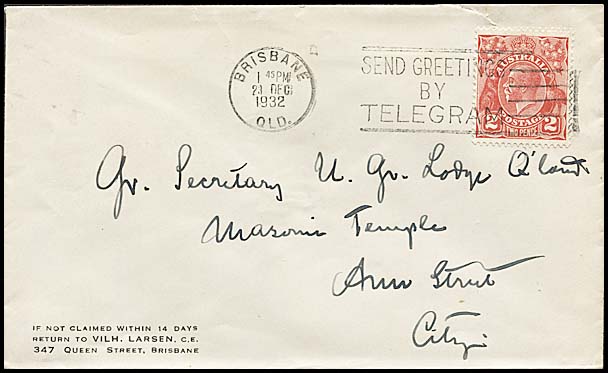 BRISBANE
1 45PM
23 DEC
1932
QLD.
SEND GREETINGS
BY
TELEGRAM
AUSTRALIA
POSTAGE
2D 2D
TWO PENCE
Gr. Secretary U. Gr. Lodge Q'land
Masonic Temple
Ann Street
City.
IF NOT CLAIMED WITHIN 14 DAYS
RETURN TO VILH. LARSEN, C.E.
347 QUEEN STREET, BRISBANE